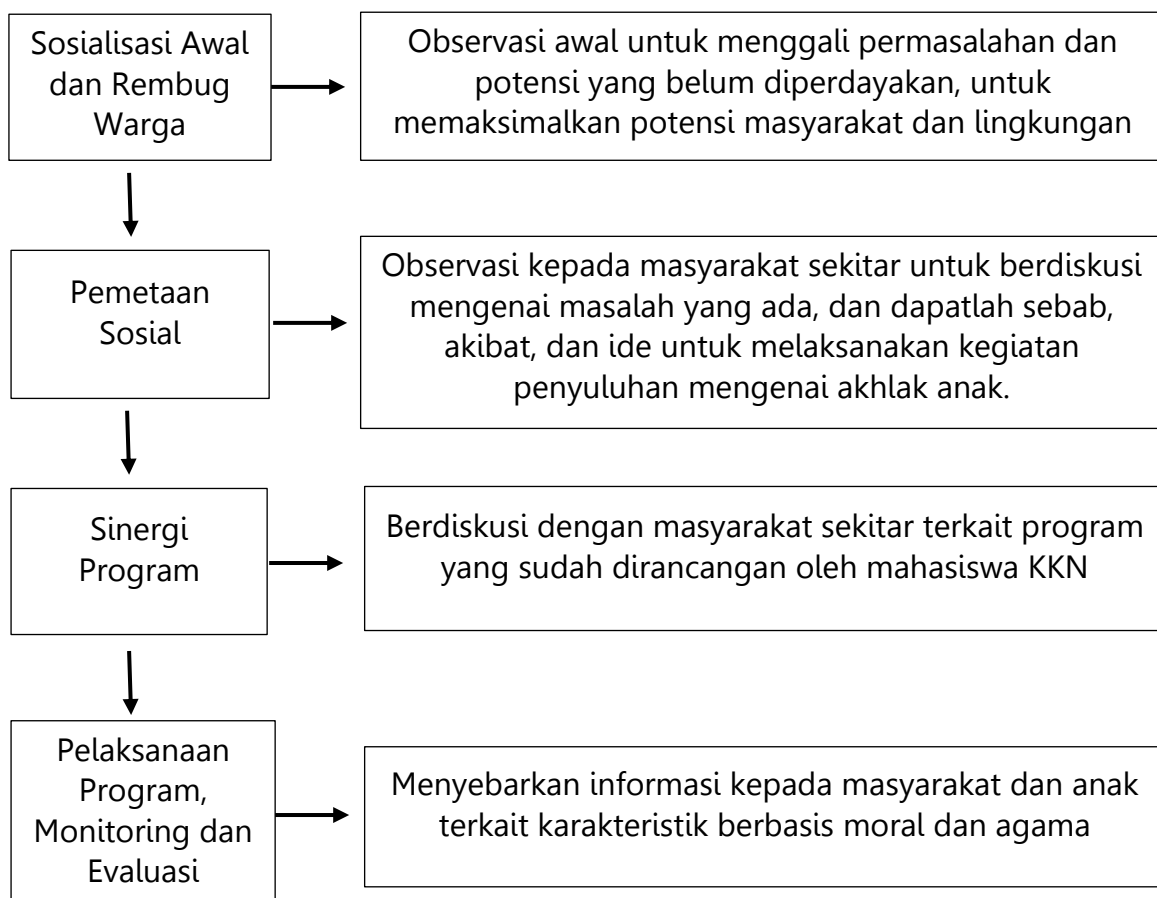 Sosialisasi Awal
dan Rembug
Warga
Observasi awal untuk menggali permasalahan dan
potensi yang belum diperdayakan, untuk
memaksimalkan potensi masyarakat dan lingkungan
Pemetaan
Sosial
Observasi kepada masyarakat sekitar untuk berdiskusi
mengenai masalah yang ada, dan dapatlah sebab,
akibat, dan ide untuk melaksanakan kegiatan
penyuluhan mengenai akhlak anak.
Sinergi
Program
Berdiskusi dengan masyarakat sekitar terkait program
yang sudah dirancangan oleh mahasiswa KKN
Pelaksanaan
Program,
Monitoring dan
Evaluasi
Menyebarkan informasi kepada masyarakat dan anak
terkait karakteristik berbasis moral dan agama